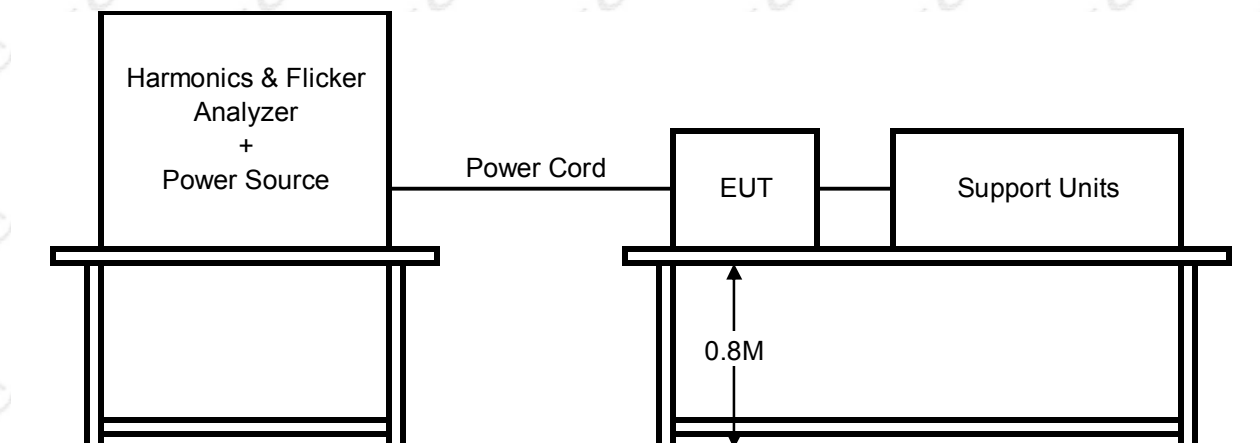 Harmonics & Flicker
Analyzer
+
Power Source
Power Cord
EUT
Support Units
0.8M